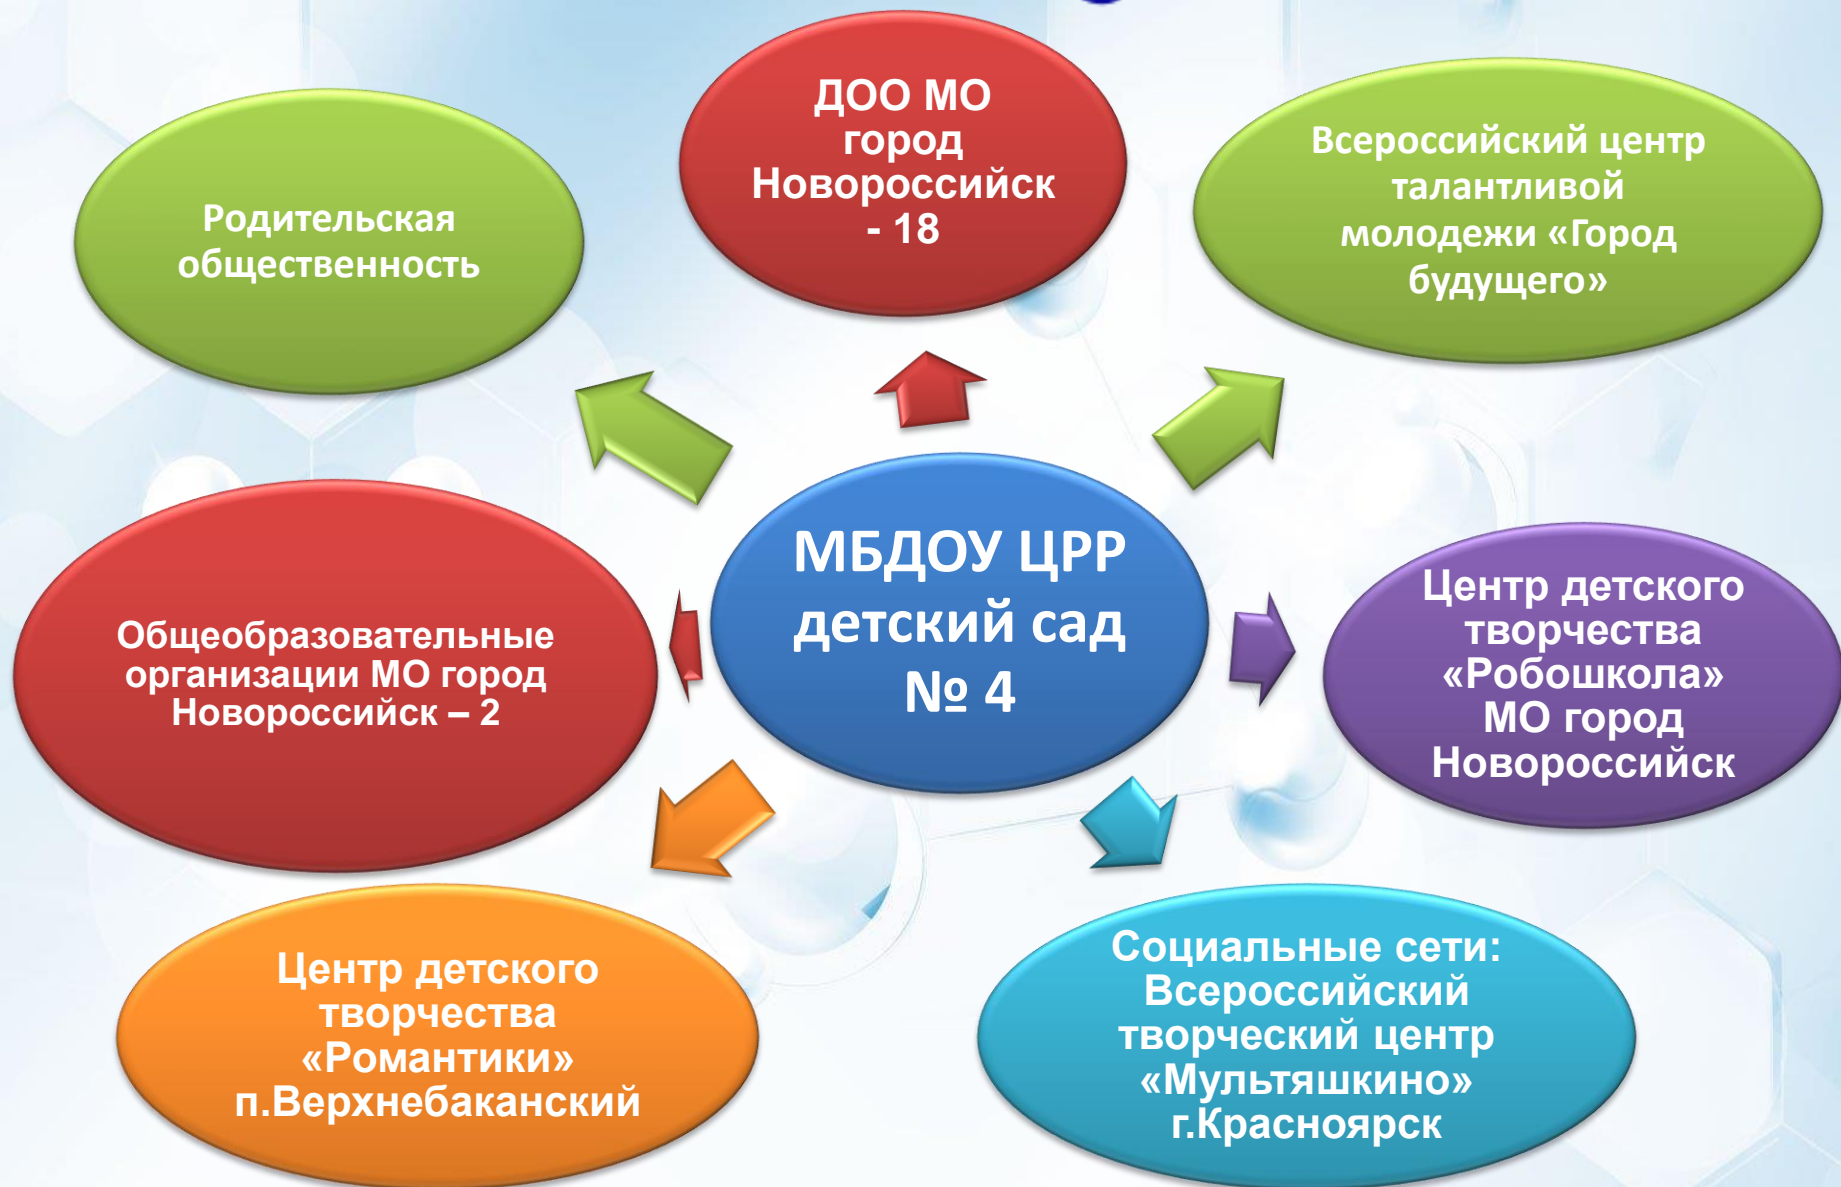 ДОО МО
город
Новороссийск
- 18
Родительская
общественность
Всероссийский центр
талантливой
молодежи «Город
будущего»
Общеобразовательные
организации МО город
Новороссийск – 2
МБДОУ ЦРР
детский сад
№ 4
Центр детского
творчества
«Робошкола»
МО город
Новороссийск
Центр детского
творчества
«Романтики»
п.Верхнебаканский
Социальные сети:
Всероссийский
творческий центр
«Мультяшкино»
г.Красноярск